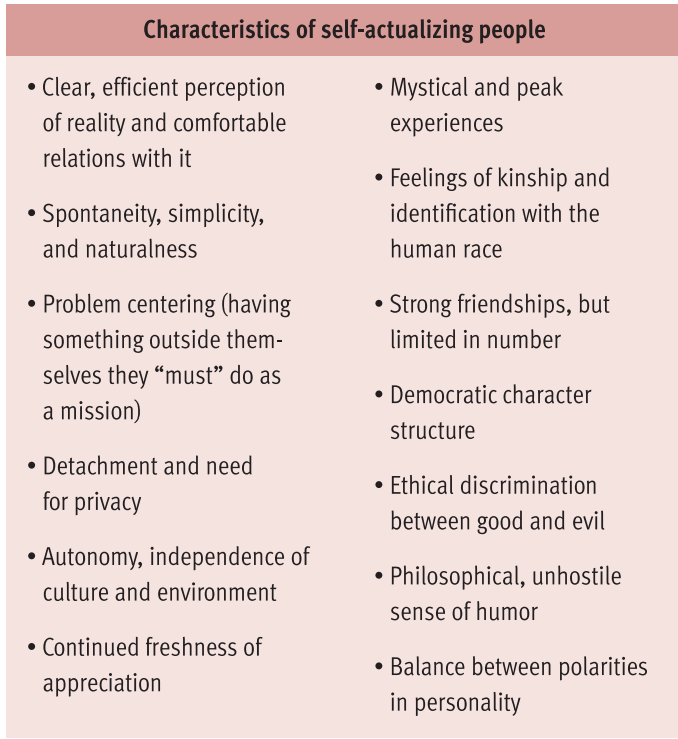 Characteristics of self-actualizing people
• Clear, efficient perception
of reality and comfortable
relations with it
• Spontaneity, simplicity,
and naturalness
• Problem centering (having
something outside them-
selves they “must” do as
a mission)
• Detachment and need
for privacy
• Autonomy, independence of
culture and environment
• Continued freshness of
appreciation
• Mystical and peak
experiences
• Feelings of kinship and
identification with the
human race
• Strong friendships, but
limited in number
• Democratic character
structure
• Ethical discrimination
between good and evil
• Philosophical, unhostile
sense of humor
• Balance between polarities
in personality